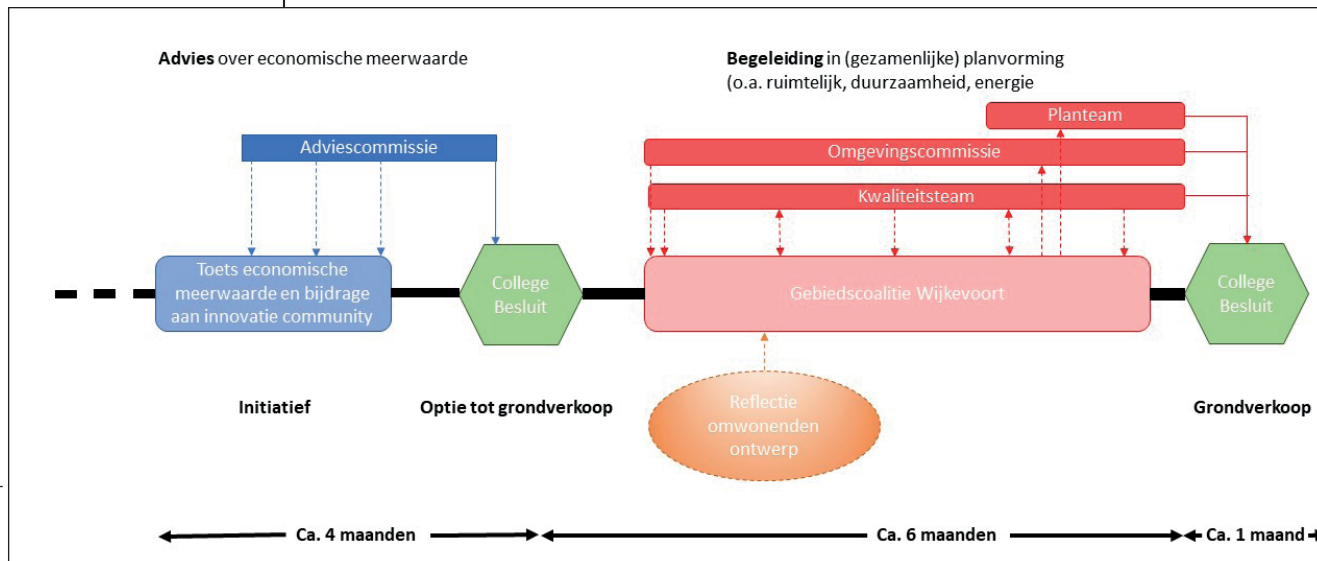 Advies over economische meerwaarde
Begeleiding in (gezamenlijke) planvorming
(o.a. ruimtelijk, duurzaamheid, energie
Planteam
Adviescommissie
Omgevingscommissie
Kwaliteitsteam
Toets economische
meerwaarde en bijdrage
aan innovatie community
College
Besluit
Gebiedscoalitie Wijkevoort
College
Besluit
Initiatief
Optie tot grondverkoop
Reflectie
omwonenden
ontwerp
Grondverkoop
Ca. 4 maanden
Ca. 6 maanden
Ca. 1 maand